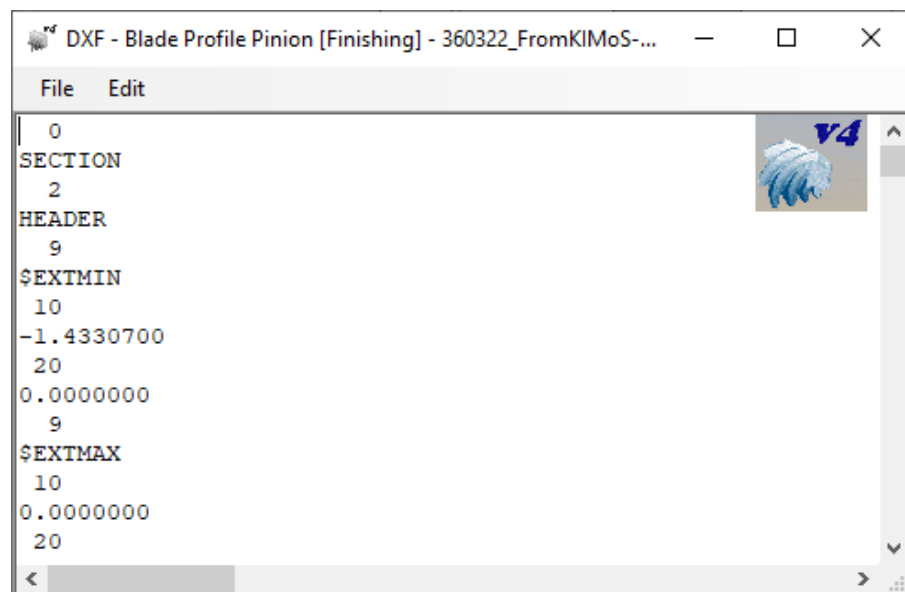 DXF - Blade Profile Pinion [Finishing] - 360322_FromKIMoS-...
File Edit
0
SECTION
2
HEADER
9
$EXTMIN
10
-1.4330700
20
0.0000000
9
$EXTMAX
10
0.0000000
20
v4